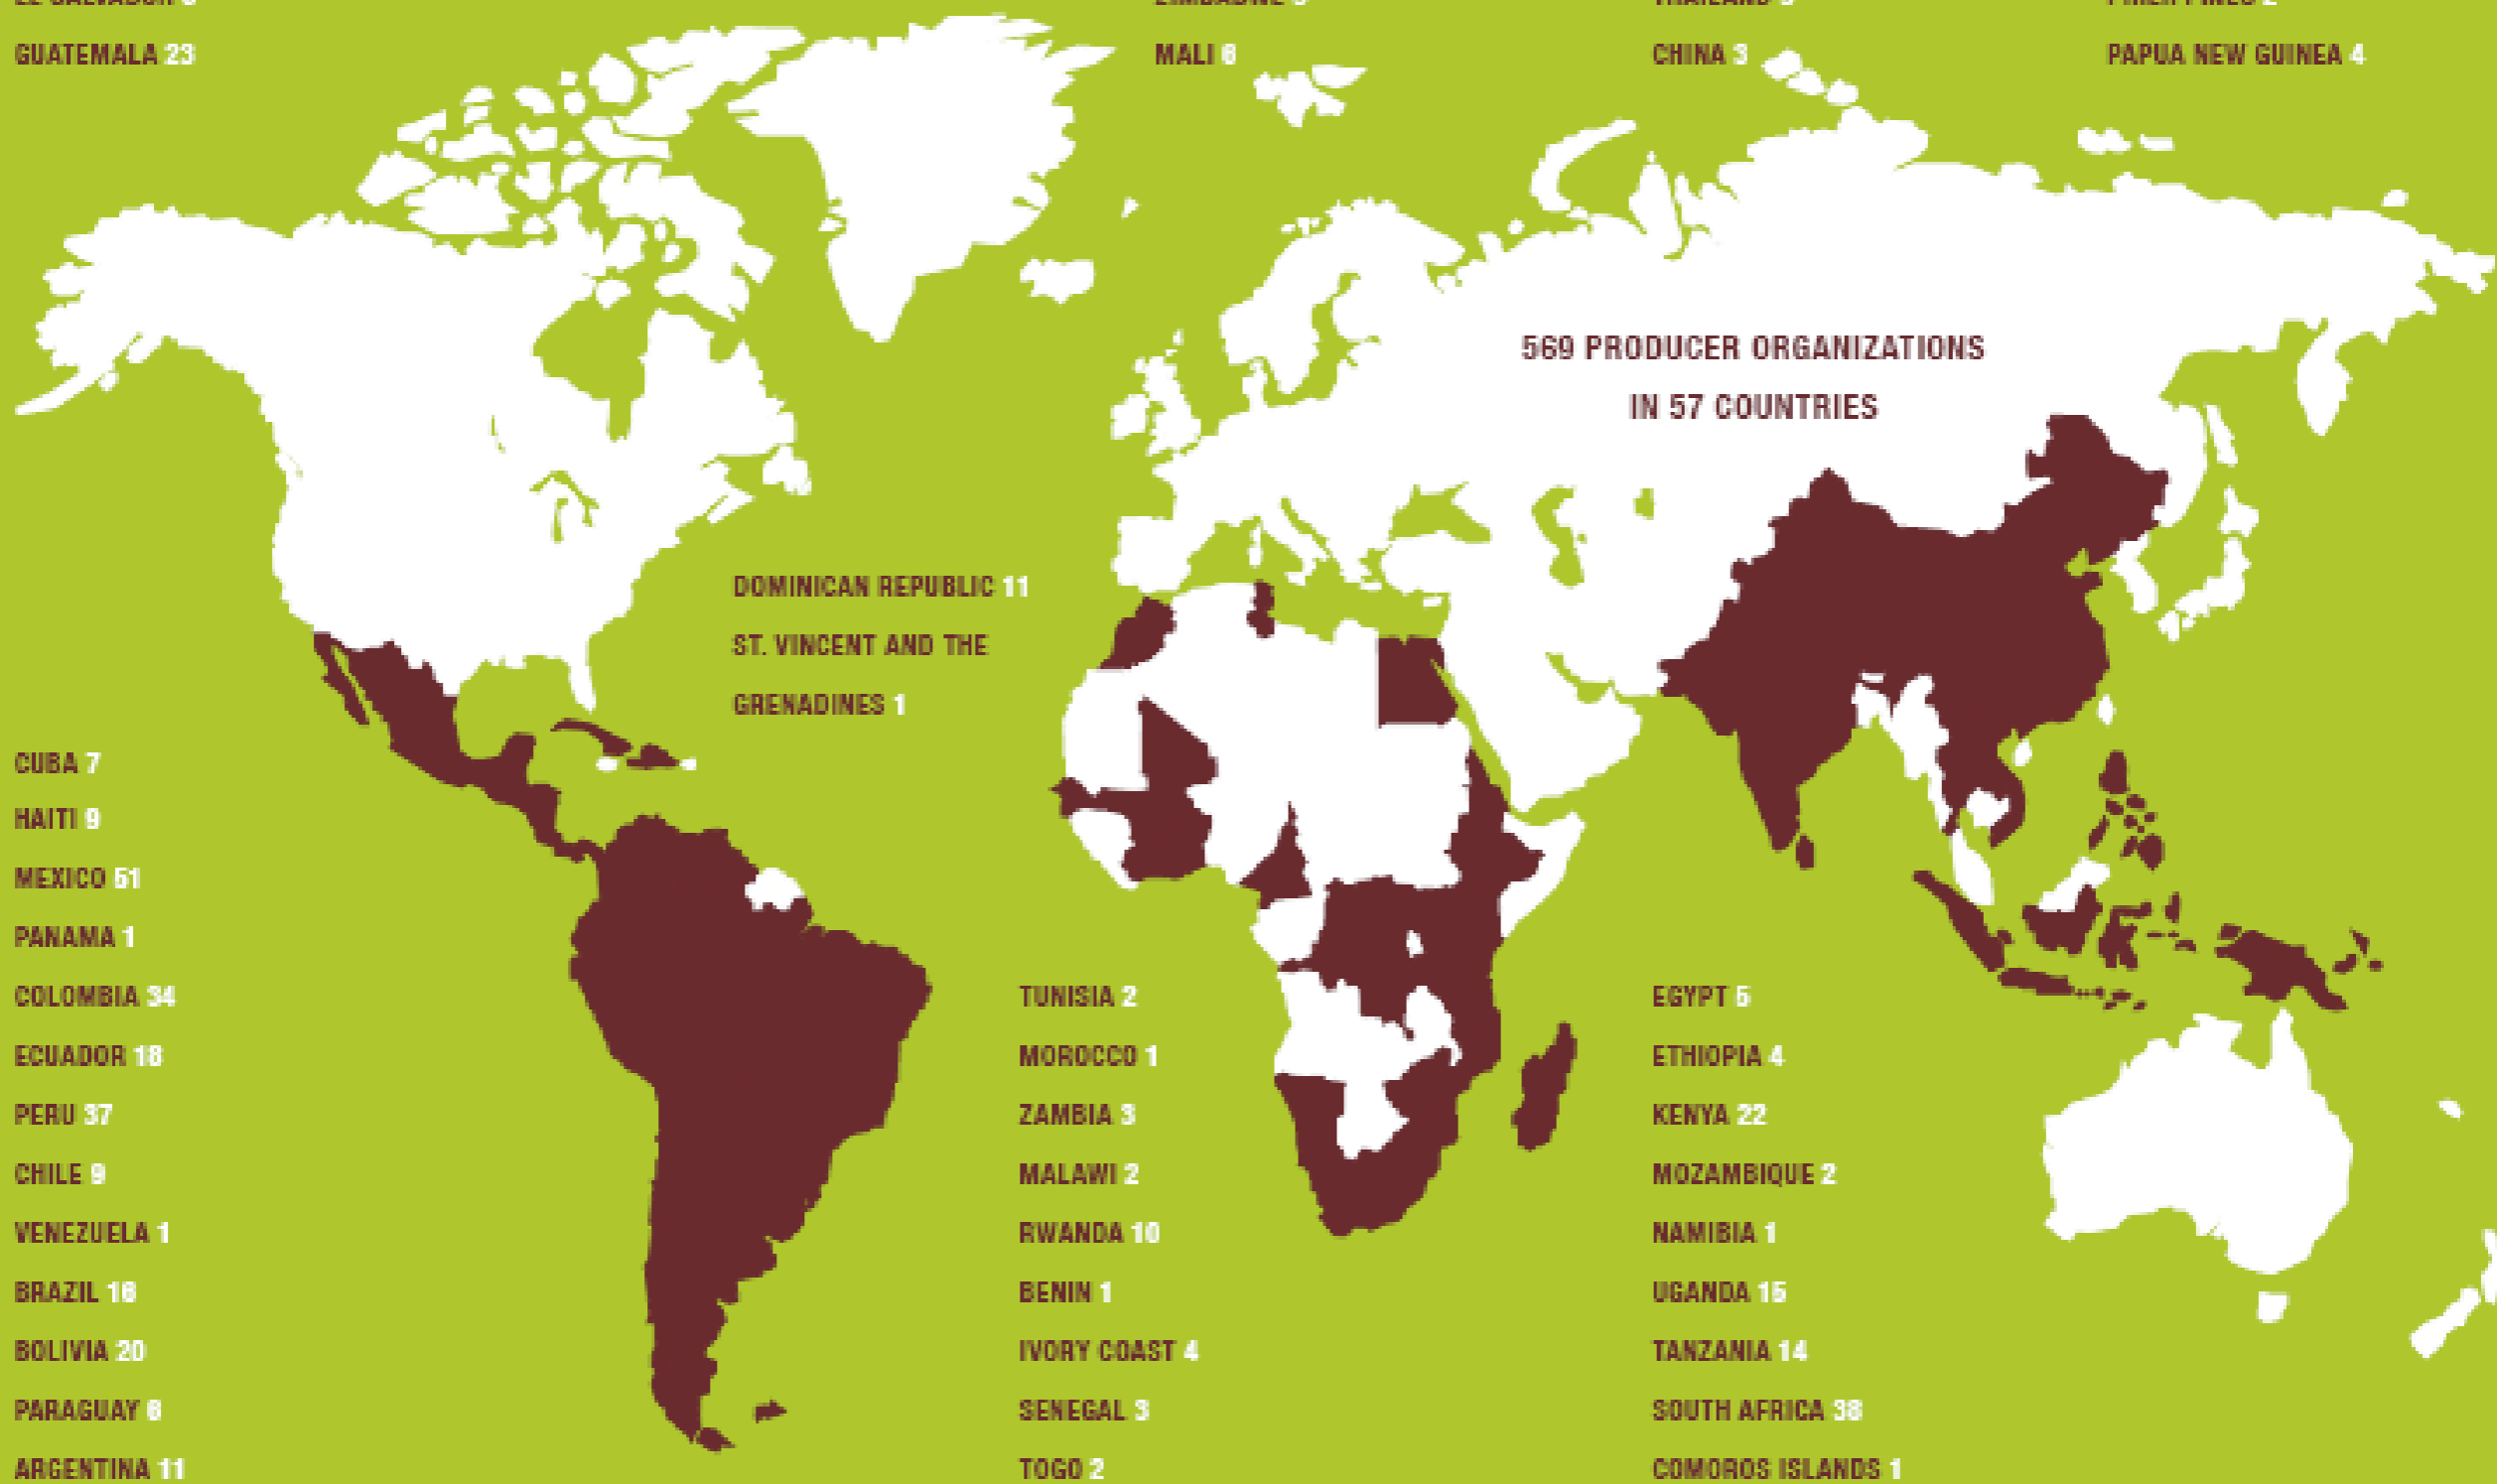 GUATEMALA 23
MALI 6
CHINA 3
PAPUA NEW GUINEA 4
569 PRODUCER ORGANIZATIONS
IN 57 COUNTRIES
DOMINICAN REPUBLIC 11
ST. VINCENT AND THE
GRENADINES 1
CUBA 7
HAITI 9
MEXICO 51
PANAMA 1
COLOMBIA 34
ECUADOR 18
PERU 37
CHILE 9
VENEZUELA 1
BRAZIL
BOLIVIA 20
PARAGUAY
ARGENTINA 11
TUNISIA 2
MOROCCO 1
ZAMBIA 3
MALAWI 2
RWANDA 10
BENIN 1
IVORY COAST 4
SENEGAL 3
TOGO 2
EGYPT 5
ETHIOPIA 4
KENYA 22
MOZAMBIQUE 2
NAMIBIA 1
UGANDA 15
TANZANIA 14
SOUTH AFRICA 38
COMOROS ISLANDS 1